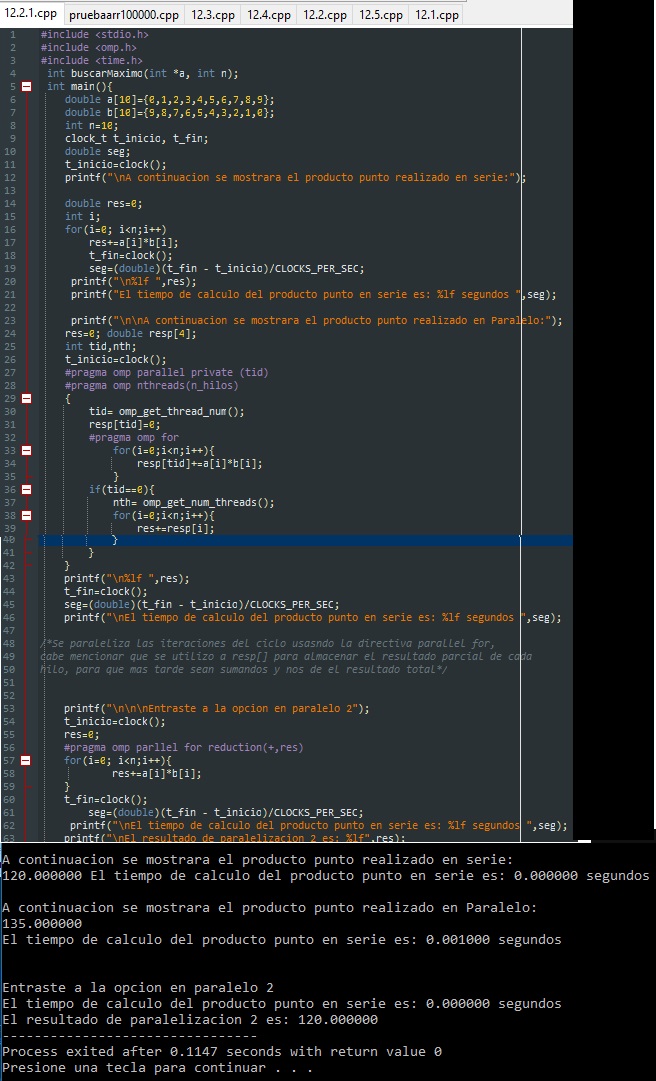 12.2.1.cpp pruebaarr100000.cpp 12.3.cpp 12.4.cpp 12.2.cpp 12.5.cpp 12.1.cpp
1 #include <stdio.h>
2 #include <omp.h>
3 #include <time.h>
4 int buscarMaximo(int *a, int n);
5 int main(){
6 double a[10]={0,1,2,3,4,5,6,7,8,9};
7 double b[10]={9,8,7,6,5,4,3,2,1,0};
8 int n=10;
9 clock_t t_inicio, t_fin;
10 double seg;
11 t_inicio=clock();
12 printf("\nA continuacion se mostrara el producto punto realizado en serie:");
13
14 double res=0;
15 int i;
16 for(i=0; i<n;i++)
17 res+=a[i]*b[i];
18 t_fin=clock();
19 seg=(double)(t_fin - t_inicio)/CLOCKS_PER_SEC;
20 printf("\n%lf ",res);
21 printf("El tiempo de calculo del producto punto en serie es: %lf segundos ",seg);
22
23 printf("\n\nA continuacion se mostrara el producto punto realizado en Paralelo:");
24 res=0; double resp[4];
25 int tid,nth;
26 t_inicio=clock();
27 #pragma omp parallel private (tid)
28 #pragma omp nthreads(n_hilos)
29 {
30 tid= omp_get_thread_num();
31 resp[tid]=0;
32 #pragma omp for
33 for(i=0;i<n;i++){
34 resp[tid]+=a[i]*b[i];
35 }
36 if(tid==0){
37 nth= omp_get_num_threads();
38 for(i=0;i<n;i++){
39 res+=resp[i];
40 }
41 }
42 }
43 printf("\n%lf ",res);
44 t_fin=clock();
45 seg=(double)(t_fin - t_inicio)/CLOCKS_PER_SEC;
46 printf("\nEl tiempo de calculo del producto punto en serie es: %lf segundos ",seg);
47
48 /*Se paraleliza las iteraciones del ciclo usasndo la directiva parallel for,
49 cabe mencionar que se utilizo a resp[] para almacenar el resultado parcial de cada
50 hilo, para que mas tarde sean sumandos y nos de el resultado total*/
51
52
53 printf("\n\n\nEntraste a la opcion en paralelo 2");
54 t_inicio=clock();
55 res=0;
56 #pragma omp parllel for reduction(+,res)
57 for(i=0; i<n;i++){
58 res+=a[i]*b[i];
59 }
60 t_fin=clock();
61 seg=(double)(t_fin - t_inicio)/CLOCKS_PER_SEC;
62 printf("\nEl tiempo de calculo del producto punto en serie es: %lf segundos ",seg);
63 printf("\nEl resultado de paralelizacion 2 es: %lf",res);
A continuacion se mostrara el producto punto realizado en serie:
120.000000 El tiempo de calculo del producto punto en serie es: 0.000000 segundos
A continuacion se mostrara el producto punto realizado en Paralelo:
135.000000
El tiempo de calculo del producto punto en serie es: 0.001000 segundos
Entraste a la opcion en paralelo 2
El tiempo de calculo del producto punto en serie es: 0.000000 segundos
El resultado de paralelizacion 2 es: 120.000000
--------------------------------
Process exited after 0.1147 seconds with return value 0
Presione una tecla para continuar . . .